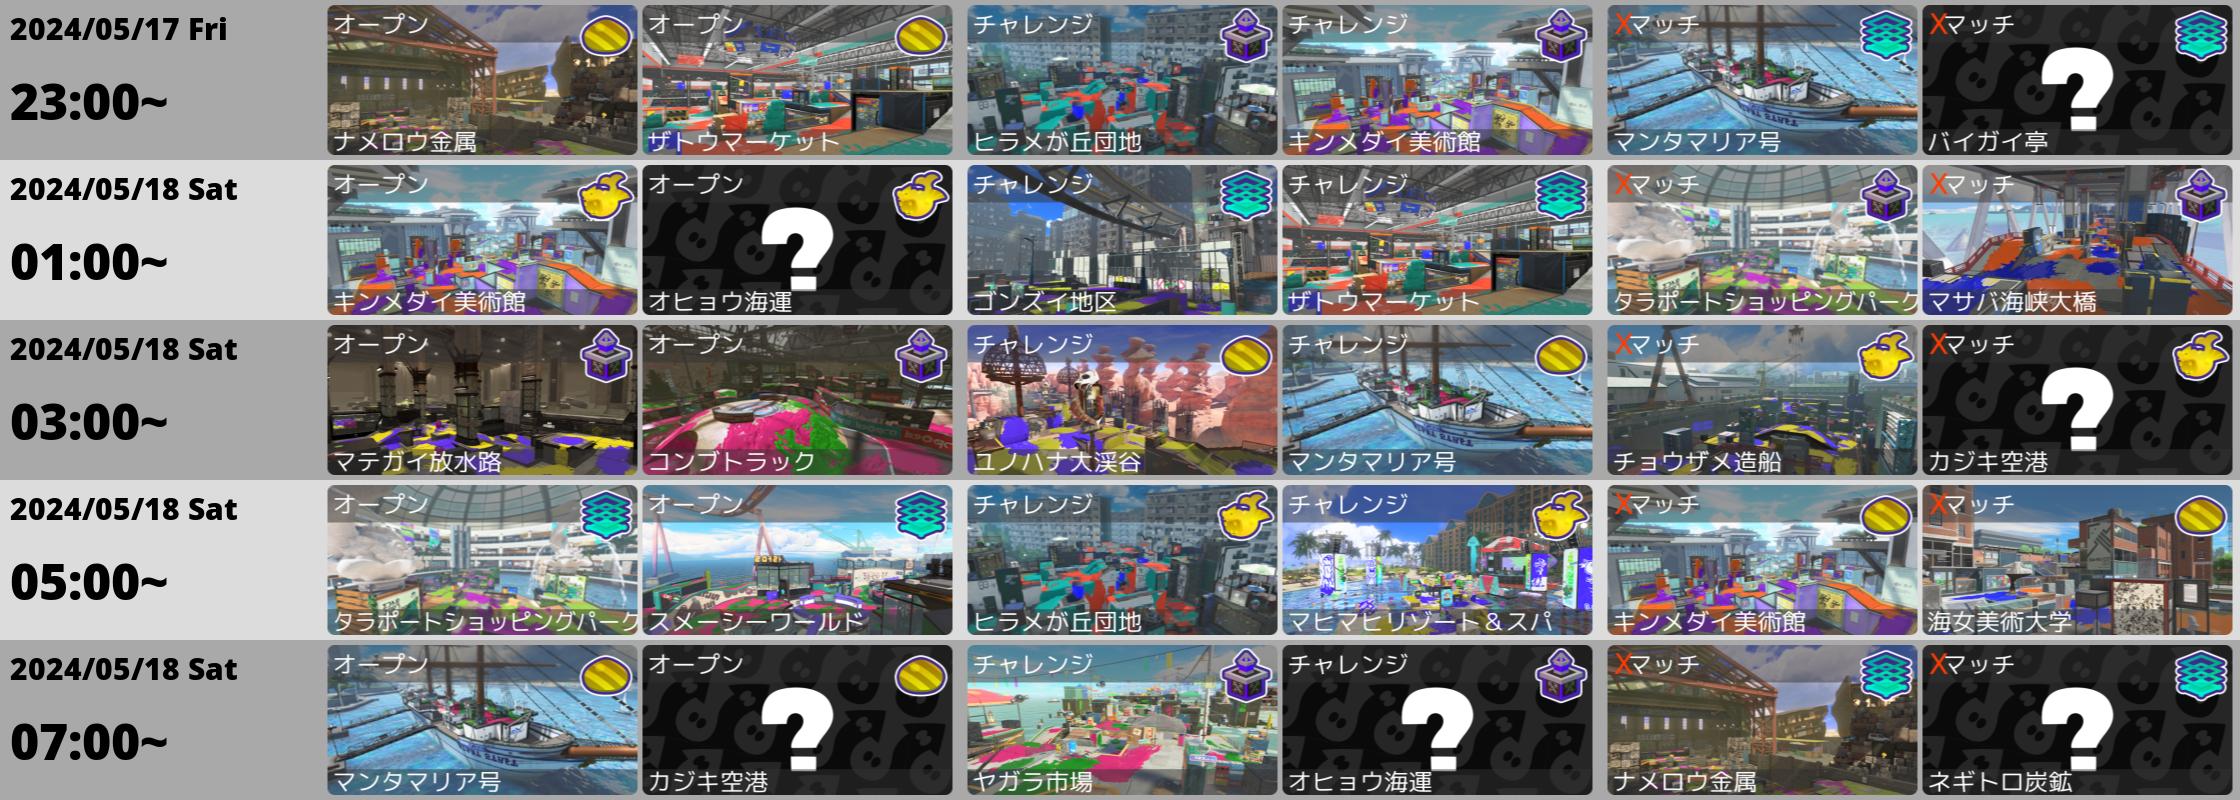 2024/05/17 Fri
23:00~
オープン
ナメロウ金属
オープン
ザトウマーケット
チャレンジ
ヒラメが丘団地
チャレンジ
キンメダイ美術館
Xマッチ
マンタマリア号
Xマッチ
?
バイガイ亭
2024/05/18 Sat
01:00~
オープン
キンメダイ美術館
オープン
?
オヒョウ海運
チャレンジ
ゴンズイ地区
チャレンジ
ザトウマーケット
Xマッチ
タラポートショッピングパーク
Xマッチ
マサバ海峡大橋
2024/05/18 Sat
03:00~
オープン
マテガイ放水路
オープン
コンブトラック
チャレンジ
ユノハナ大渓谷
チャレンジ
マンタマリア号
Xマッチ
チョウザメ造船
Xマッチ
?
カジキ空港
2024/05/18 Sat
05:00~
オープン
タラポートショッピングパーク
オープン
スメーシーワールド
チャレンジ
ヒラメが丘団地
チャレンジ
マヒマヒリゾート&スパ
Xマッチ
キンメダイ美術館
Xマッチ
海女美術大学
2024/05/18 Sat
07:00~
オープン
マンタマリア号
オープン
?
カジキ空港
チャレンジ
ヤガラ市場
チャレンジ
?
オヒョウ海運
Xマッチ
ナメロウ金属
Xマッチ
?
ネギトロ炭鉱